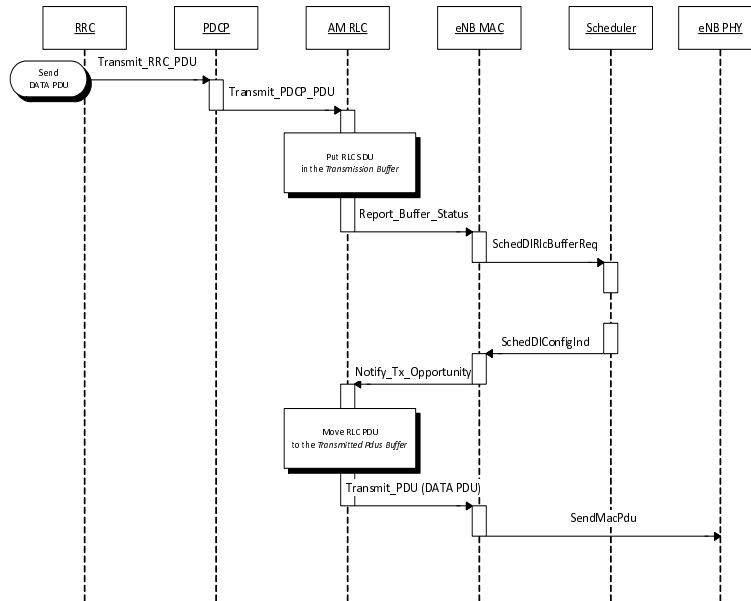 RRC
PDCP
AM RLC
eNB MAC
Scheduler
eNB PHY
Send
DATA PDU
Transmit_RRC_PDU
Transmit_PDCP_PDU
Put RLC SDU
in the Transmission Buffer
Report_Buffer_Status
SchedDlRlcBufferReq
SchedDlConfigInd
Notify_Tx_Opportunity
Move RLC PDU
to the Transmitted Pdus Buffer
Transmit_PDU (DATA PDU)
SendMacPdu